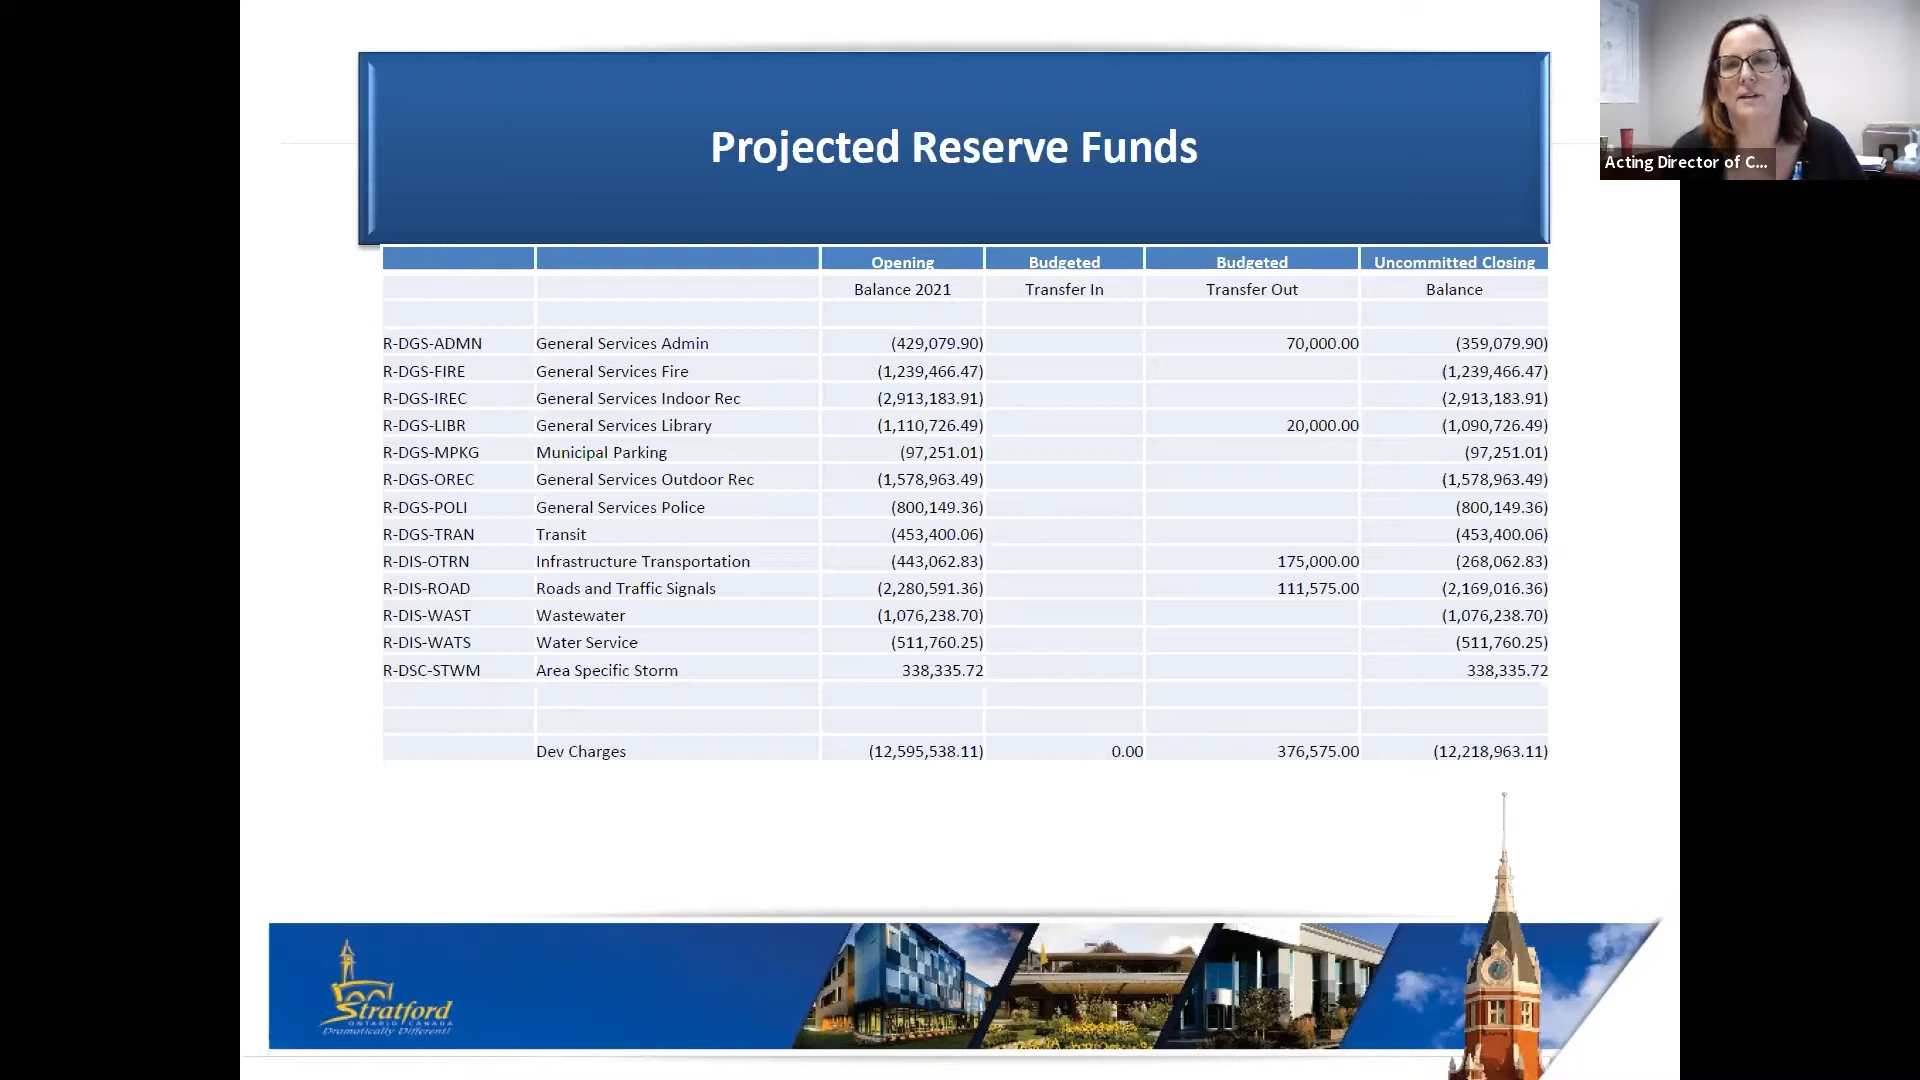 Projected Reserve Funds
Acting Director of C...
Opening Budgeted Budgeted Uncommitted Closing
Balance 2021 Transfer In Transfer Out Balance
R-DGS-ADMN General Services Admin (429,079.90) 70,000.00 (359,079.90)
R-DGS-FIRE General Services Fire (1,239,466.47) (1,239,466.47)
R-DGS-IREC General Services Indoor Rec (2,913,183.91) (2,913,183.91)
R-DGS-LIBR General Services Library (1,110,726.49) 20,000.00 (1,090,726.49)
R-DGS-MPKG Municipal Parking (97,251.01) (97,251.01)
R-DGS-OREC General Services Outdoor Rec (1,578,963.49) (1,578,963.49)
R-DGS-POLI General Services Police (800,149.36) (800,149.36)
R-DGS-TRAN Transit (453,400.06) (453,400.06)
R-DIS-OTRN Infrastructure Transportation (443,062.83) 175,000.00 (268,062.83)
R-DIS-ROAD Roads and Traffic Signals (2,280,591.36) 111,575.00 (2,169,016.36)
R-DIS-WAST Wastewater (1,076,238.70) (1,076,238.70)
R-DIS-WATS Water Service (511,760.25) (511,760.25)
R-DSC-STWM Area Specific Storm 338,335.72 338,335.72
Dev Charges (12,595,538.11) 0.00 376,575.00 (12,218,963.11)
Stratford
ONTARIO CANADA
Dramatically Different!